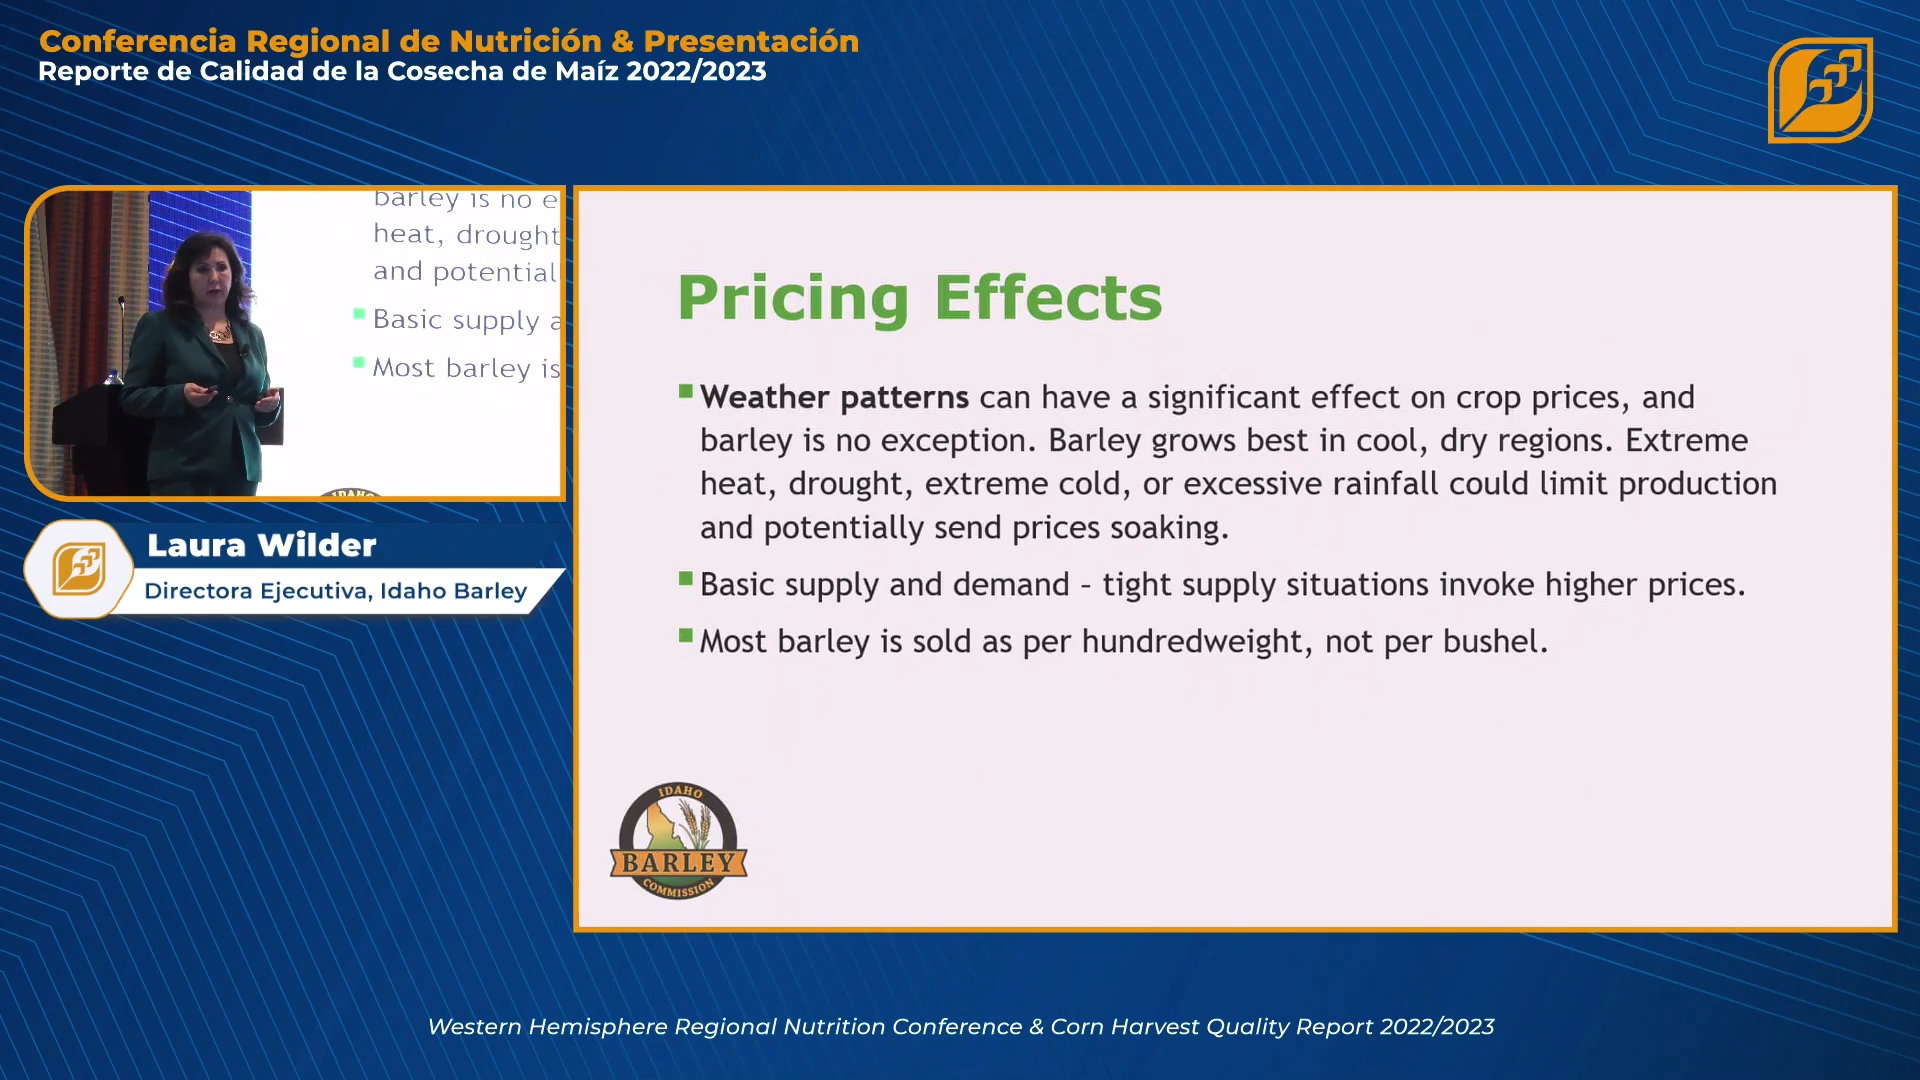 Conferencia Regional de Nutrición & Presentación
Reporte de Calidad de la Cosecha de Maíz 2022/2023
barley is no e
heat, drought
and potential
Basic supply a
Most barley is
IDAHO
Laura Wilder
Directora Ejecutiva, Idaho Barley
Pricing Effects
Weather patterns can have a significant effect on crop prices, and
barley is no exception. Barley grows best in cool, dry regions. Extreme
heat, drought, extreme cold, or excessive rainfall could limit production
and potentially send prices soaking.
Basic supply and demand – tight supply situations invoke higher prices.
Most barley is sold as per hundredweight, not per bushel.
IDAHO
BARLEY
COMMISSION
Western Hemisphere Regional Nutrition Conference & Corn Harvest Quality Report 2022/2023